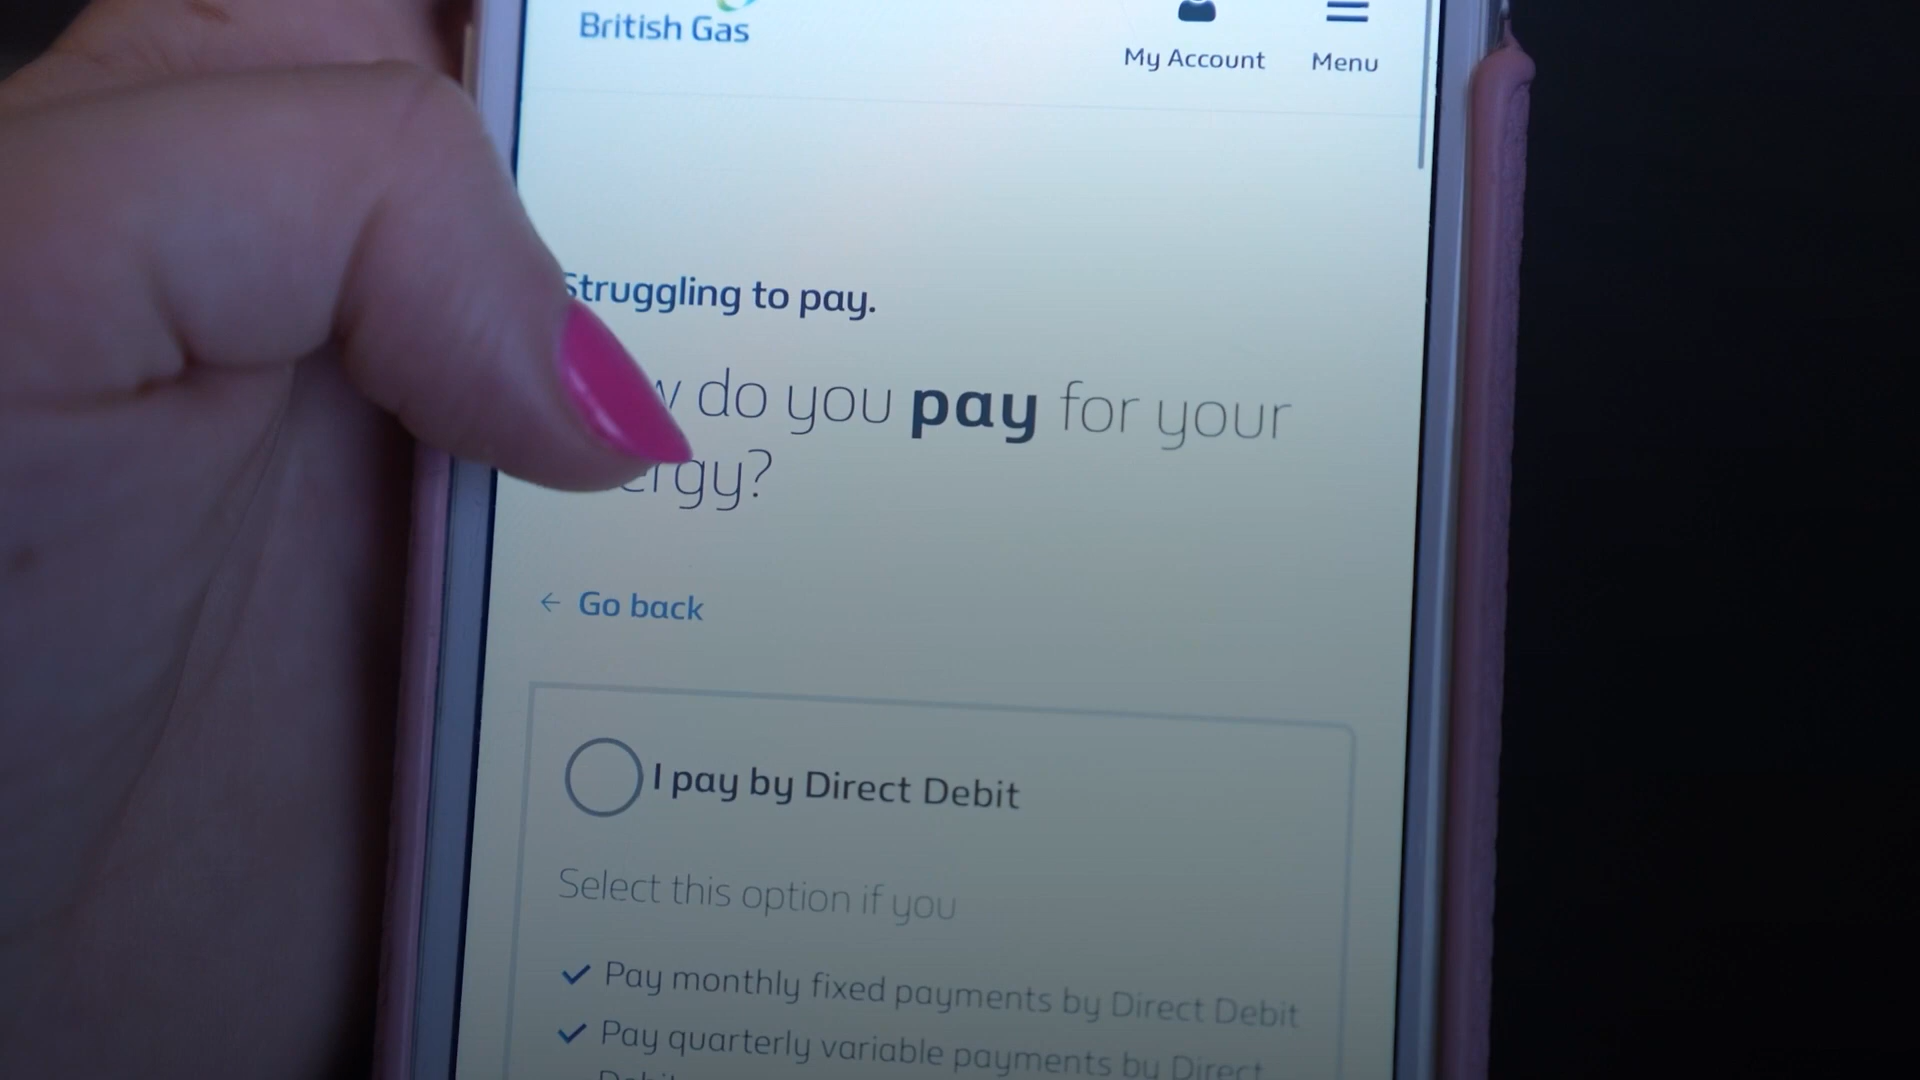 British Gas
My Account
Menu
Struggling to pay.
do you pay for your
← Go back
I pay by Direct Debit
Select this option if you
Pay monthly fixed payments by Direct Debit
Pay quarterly variable payments by Direct